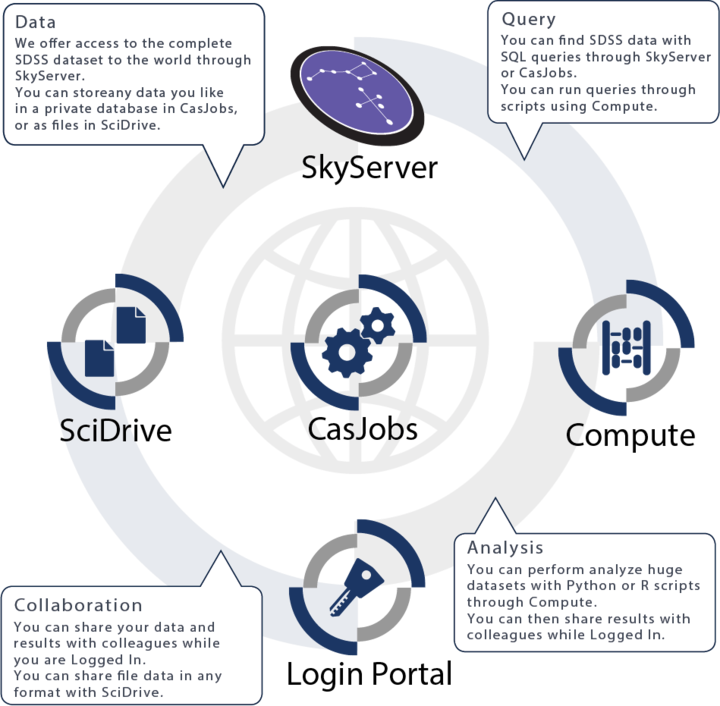 Data
We offer access to the complete
SDSS dataset to the world through
SkyServer.
You can storeany data you like
in a private database in CasJobs,
or as files in SciDrive.
Query
You can find SDSS data with
SQL queries through SkyServer
or CasJobs.
You can run queries through
scripts using Compute.
SkyServer
SciDrive
CasJobs
Compute
Analysis
You can perform analyze huge
datasets with Python or R scripts
through Compute.
You can then share results with
colleagues while Logged In.
Collaboration
You can share your data and
results with colleagues while
you are Logged In.
You can share file data in any
format with SciDrive.
Login Portal